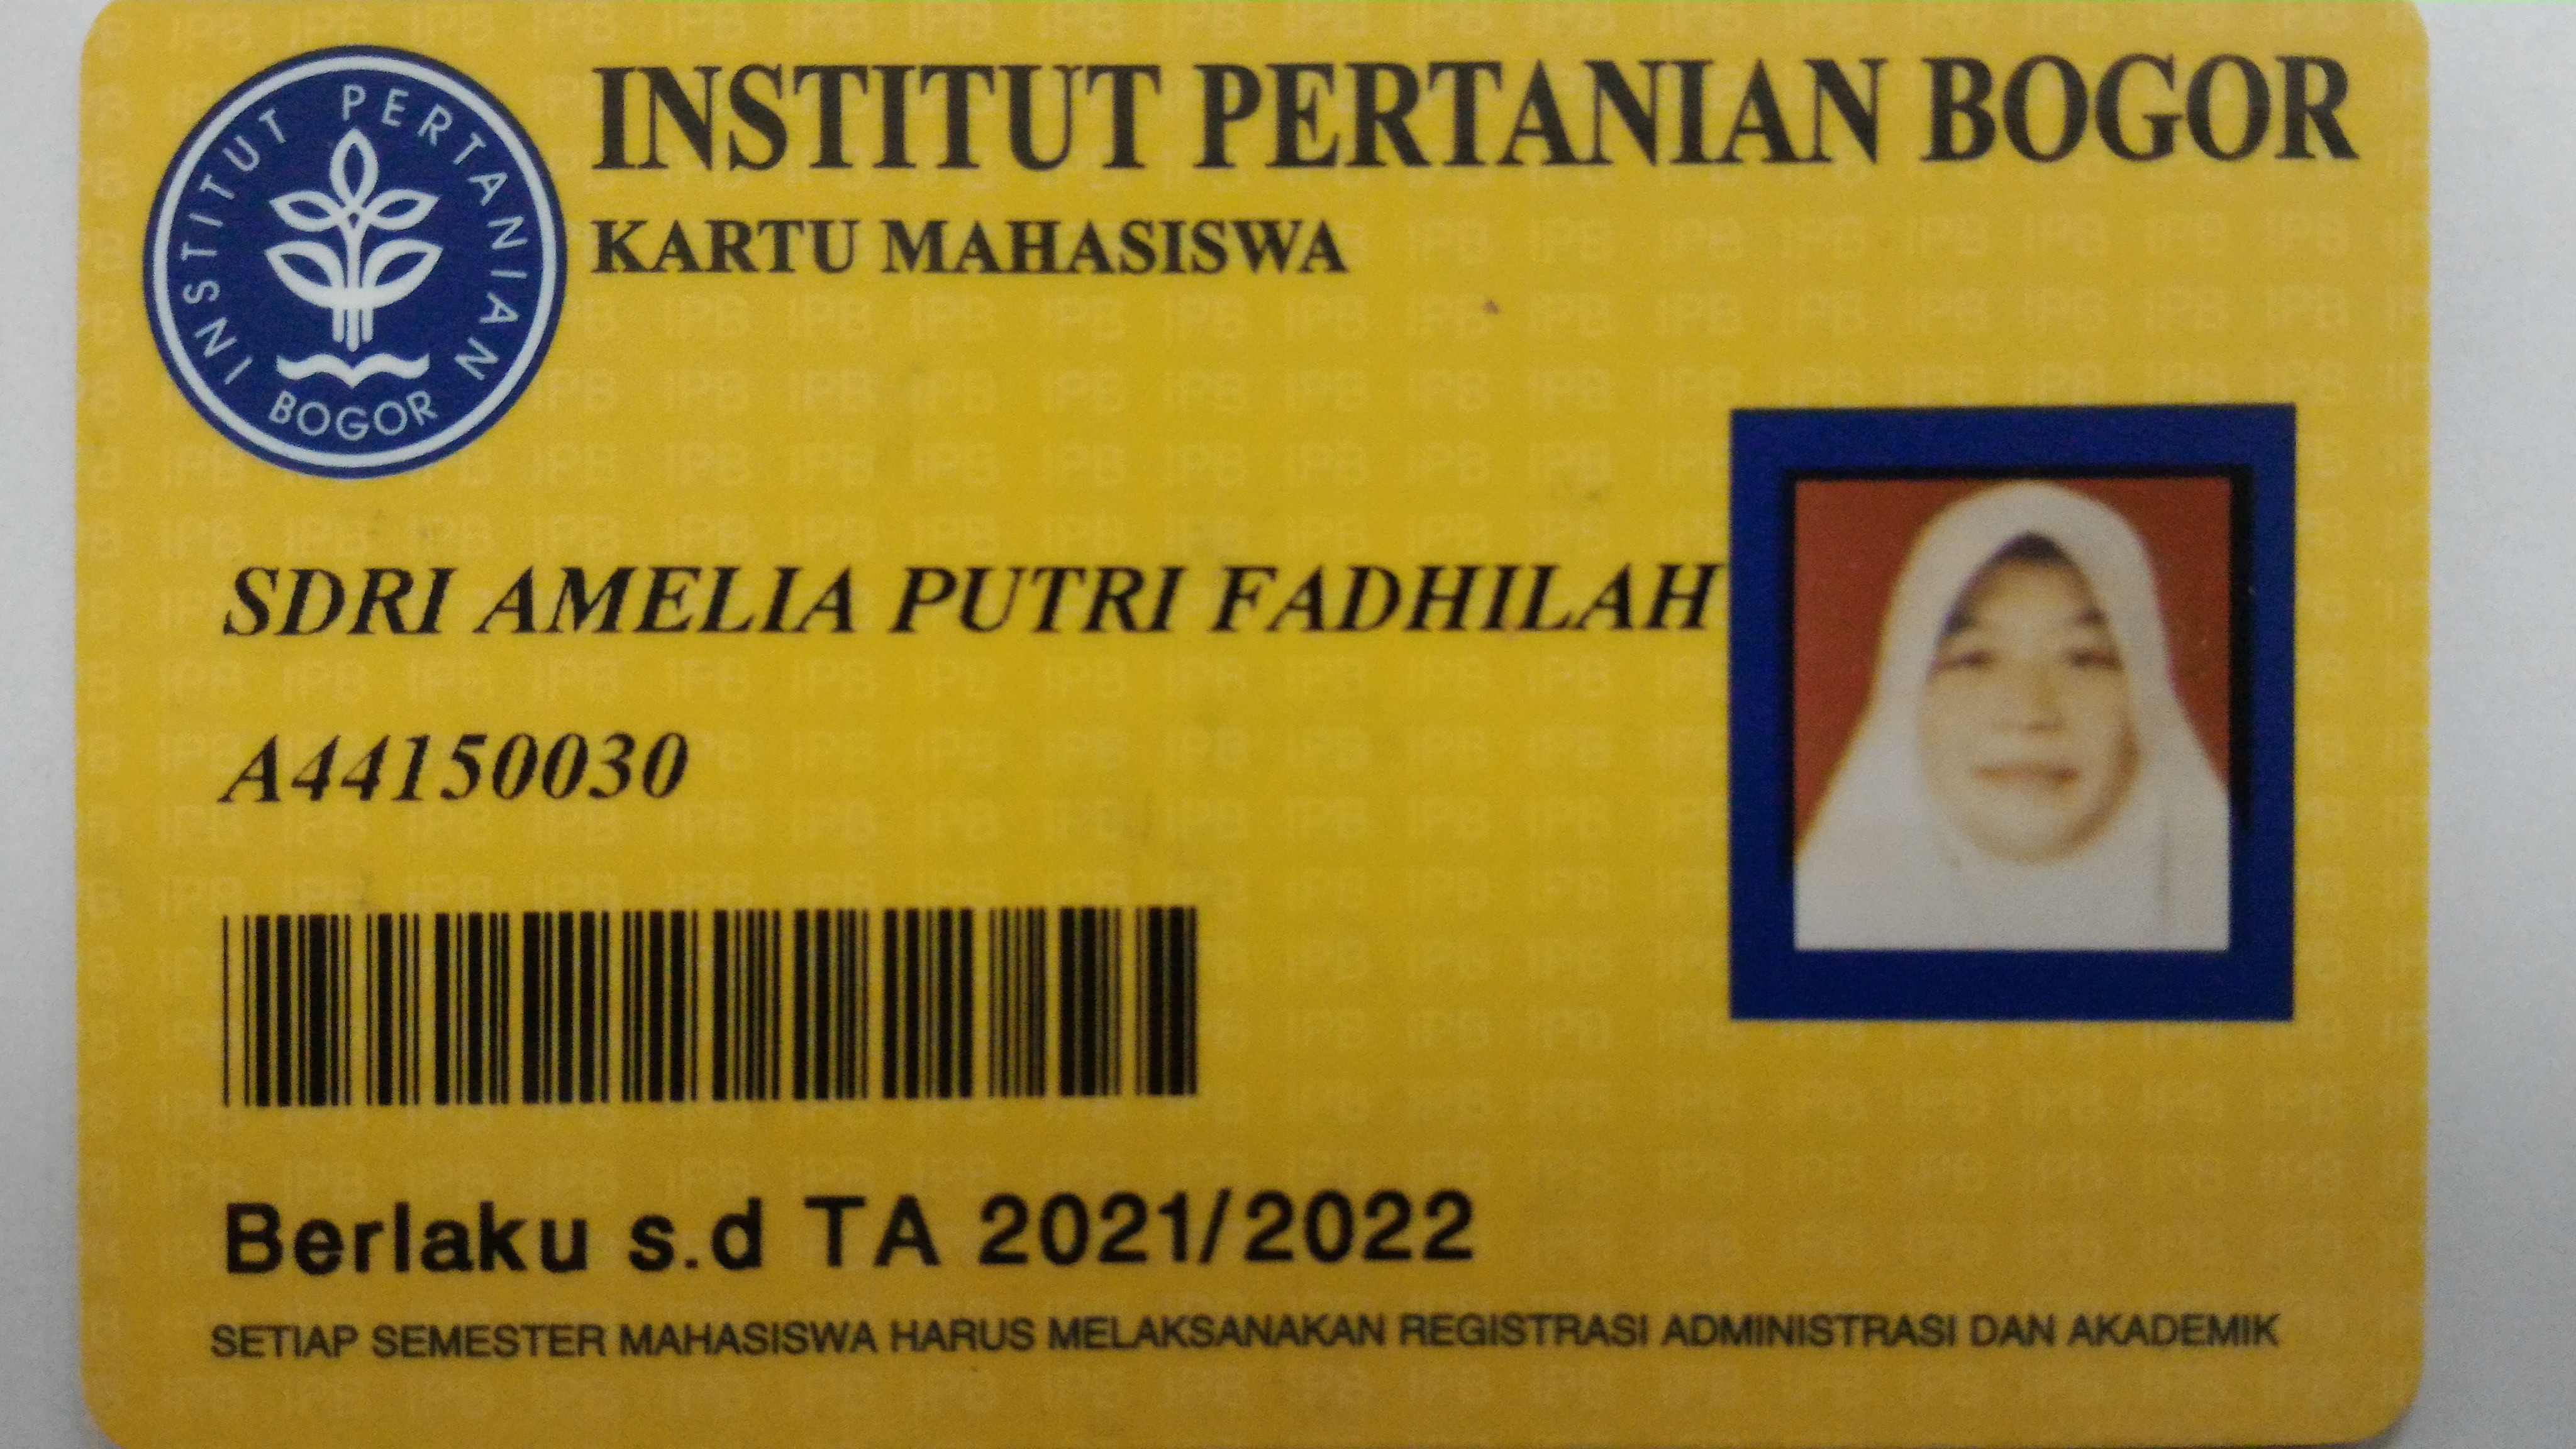 INSTITUT PERTANIAN BOGOR
INSTITUT PERTANIAN BOGOR
KARTU MAHASISWA
SDRI AMELIA PUTRI FADHILAH
A44150030
Berlaku s.d TA 2021/2022
SETIAP SEMESTER MAHASISWA HARUS MELAKSANAKAN REGISTRASI ADMINISTRASI DAN AKADEMIK